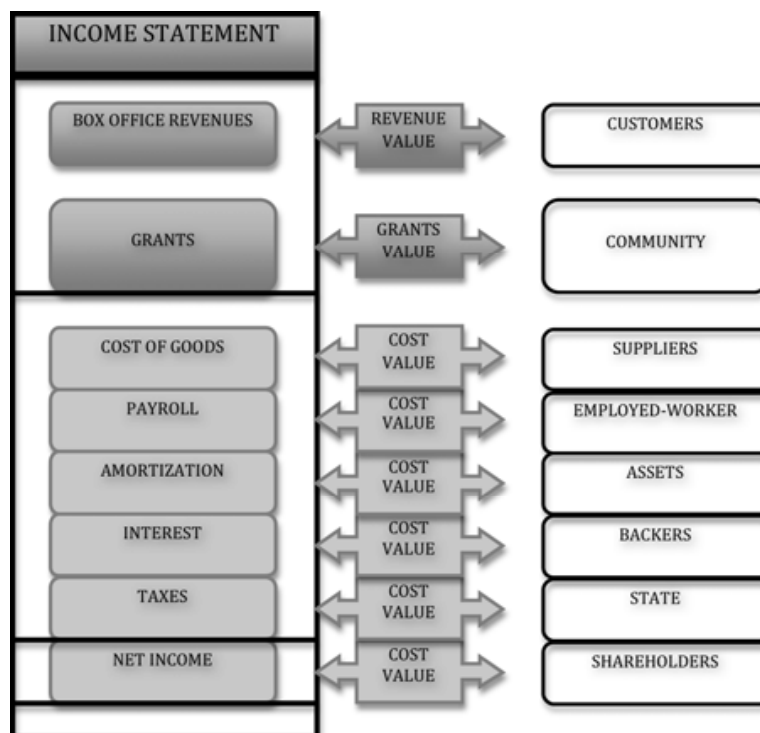 INCOME STATEMENT
BOX OFFICE REVENUES
REVENUE
VALUE
CUSTOMERS
GRANTS
GRANTS
VALUE
COMMUNITY
COST OF GOODS
COST
VALUE
SUPPLIERS
PAYROLL
COST
VALUE
EMPLOYED-WORKER
AMORTIZATION
COST
VALUE
ASSETS
INTEREST
COST
VALUE
BACKERS
TAXES
COST
VALUE
STATE
NET INCOME
COST
VALUE
SHAREHOLDERS